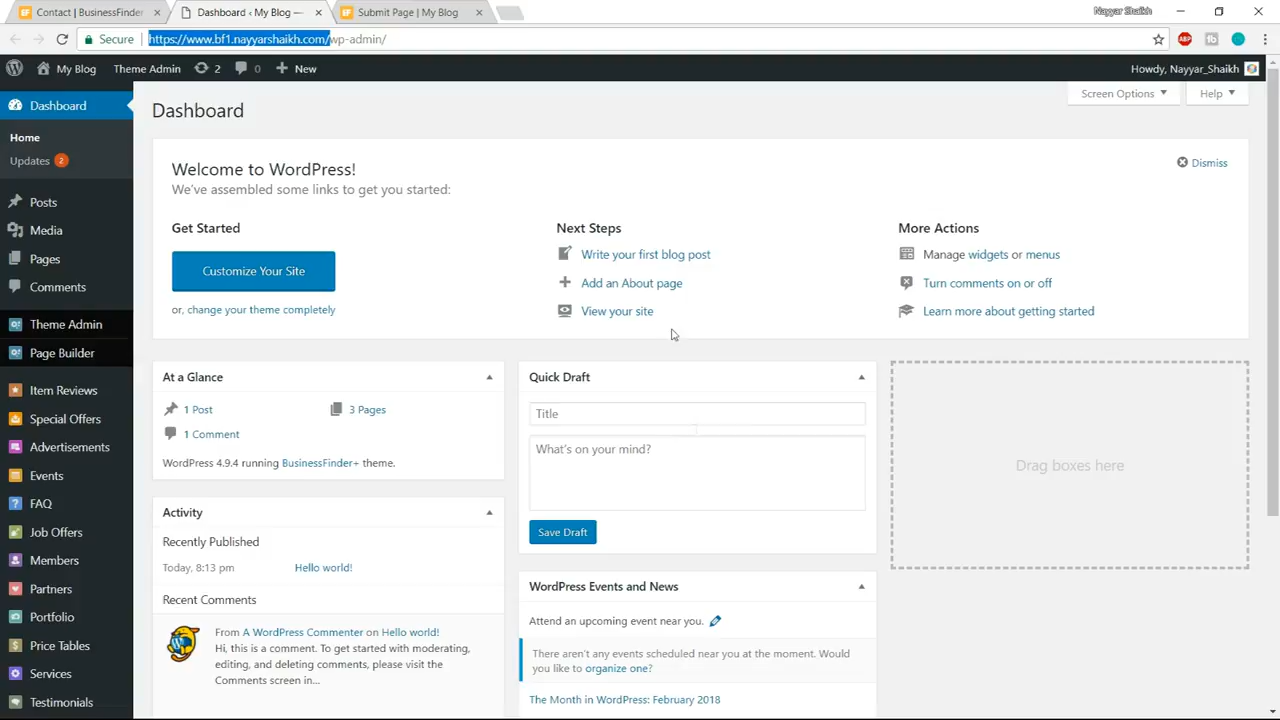 Contact | BusinessFinder
Dashboard ‹ My Blog —
Submit Page | My Blog
Nayyar Shaikh
Secure
https://www.bf1.nayyarshaikh.com/wp-admin/
ABP
My Blog
Theme Admin
2
0
New
Howdy, Nayyar_Shaikh
Dashboard
Home
Updates 2
Posts
Media
Pages
Comments
Theme Admin
Page Builder
Item Reviews
Special Offers
Advertisements
Events
FAQ
Job Offers
Members
Partners
Portfolio
Price Tables
Services
Testimonials
Screen Options
Help
Dashboard
Welcome to WordPress!
We've assembled some links to get you started:
Dismiss
Get Started
Customize Your Site
or, change your theme completely
Next Steps
Write your first blog post
Add an About page
View your site
More Actions
Manage widgets or menus
Turn comments on or off
Learn more about getting started
At a Glance
1 Post
3 Pages
1 Comment
WordPress 4.9.4 running BusinessFinder+ theme.
Activity
Recently Published
Today, 8:13 pm
Hello world!
Recent Comments
From A WordPress Commenter on Hello world!
Hi, this is a comment. To get started with moderating,
editing, and deleting comments, please visit the
Comments screen in...
Quick Draft
Title
What's on your mind?
Save Draft
WordPress Events and News
Attend an upcoming event near you.
There aren't any events scheduled near you at the moment. Would
you like to organize one?
The Month in WordPress: February 2018
Drag boxes here